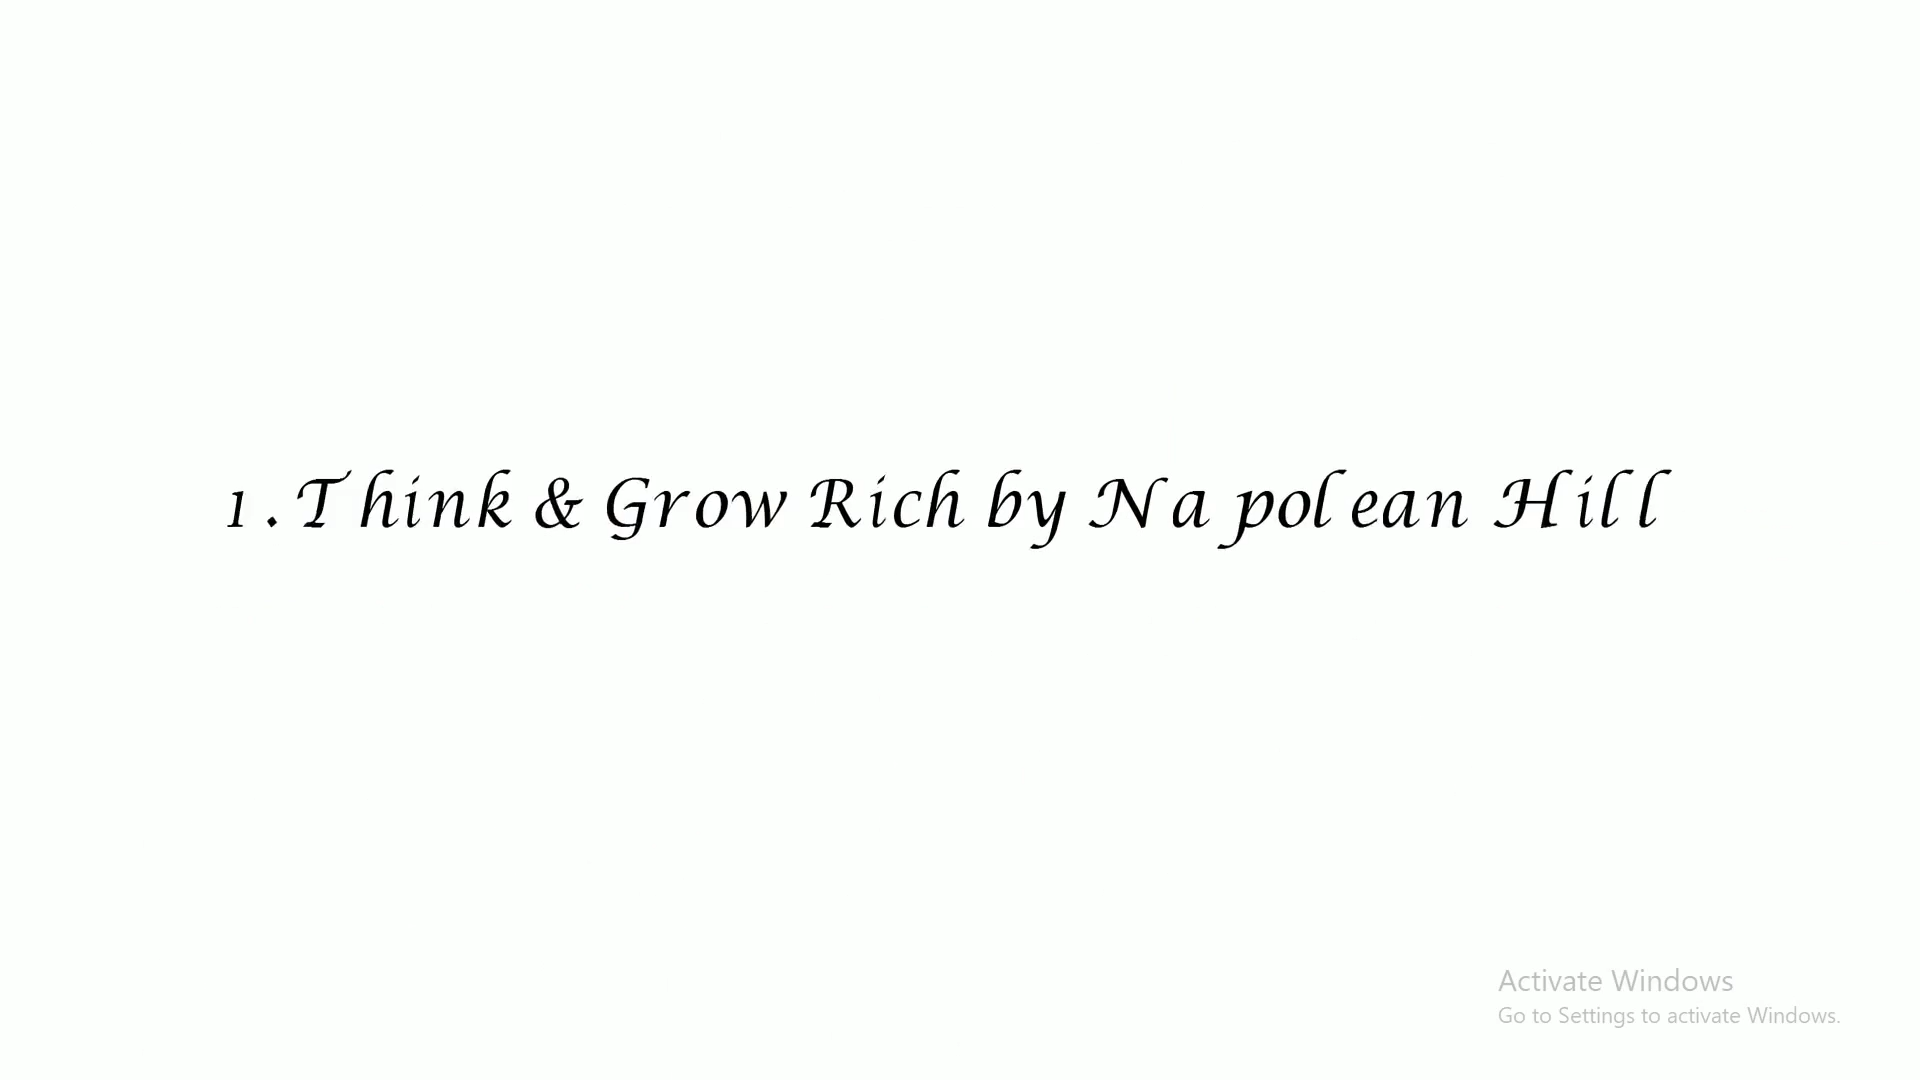 1. Think & Grow Rich by Napolean Hill
Activate Windows
Go to Settings to activate Windows.